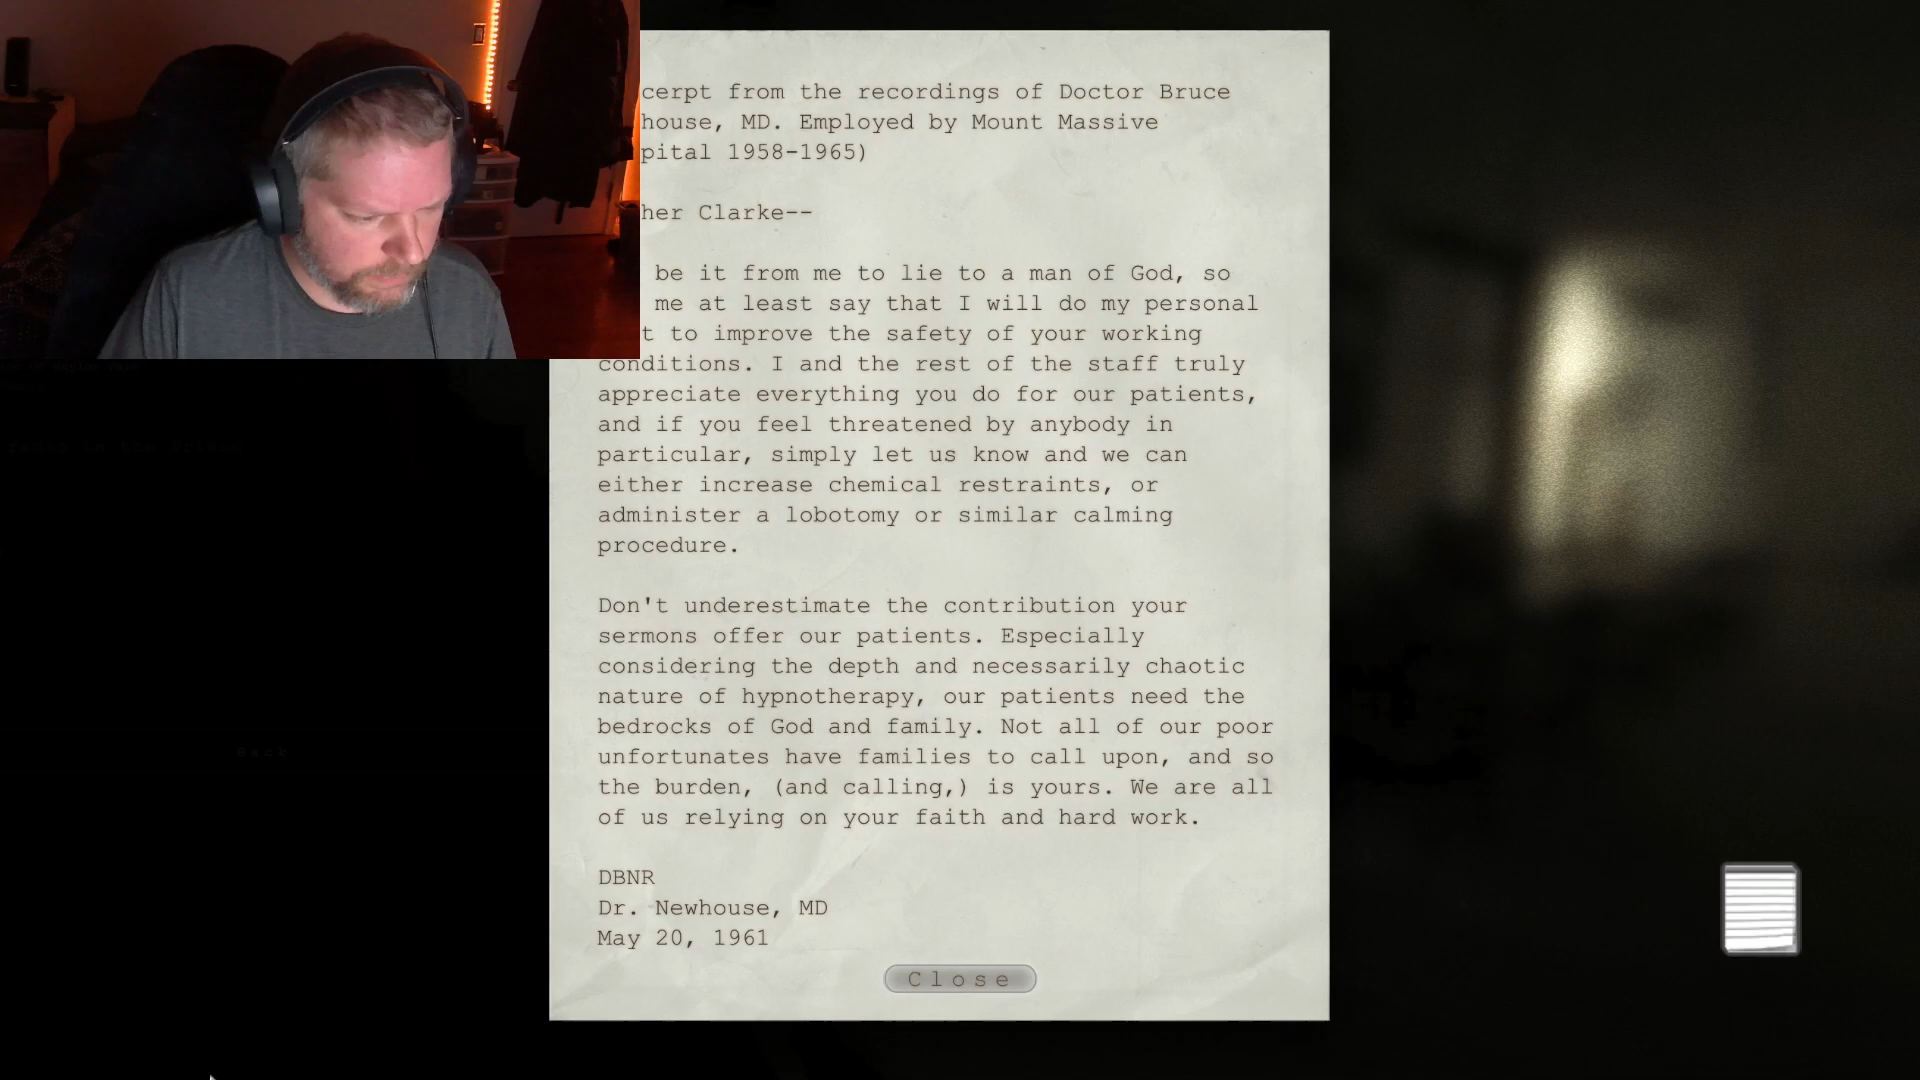 cerpt from the recordings of Doctor Bruce
house, MD. Employed by Mount Massive
pital 1958-1965)
her Clarke--
be it from me to lie to a man of God, so
me at least say that I will do my personal
t to improve the safety of your working
conditions. I and the rest of the staff truly
appreciate everything you do for our patients,
and if you feel threatened by anybody in
particular, simply let us know and we can
either increase chemical restraints, or
administer a lobotomy or similar calming
procedure.
Don't underestimate the contribution your
sermons offer our patients. Especially
considering the depth and necessarily chaotic
nature of hypnotherapy, our patients need the
bedrocks of God and family. Not all of our poor
unfortunates have families to call upon, and so
the burden, (and calling,) is yours. We are all
of us relying on your faith and hard work.
DBNR
Dr. Newhouse, MD
May 20, 1961
Close
Back